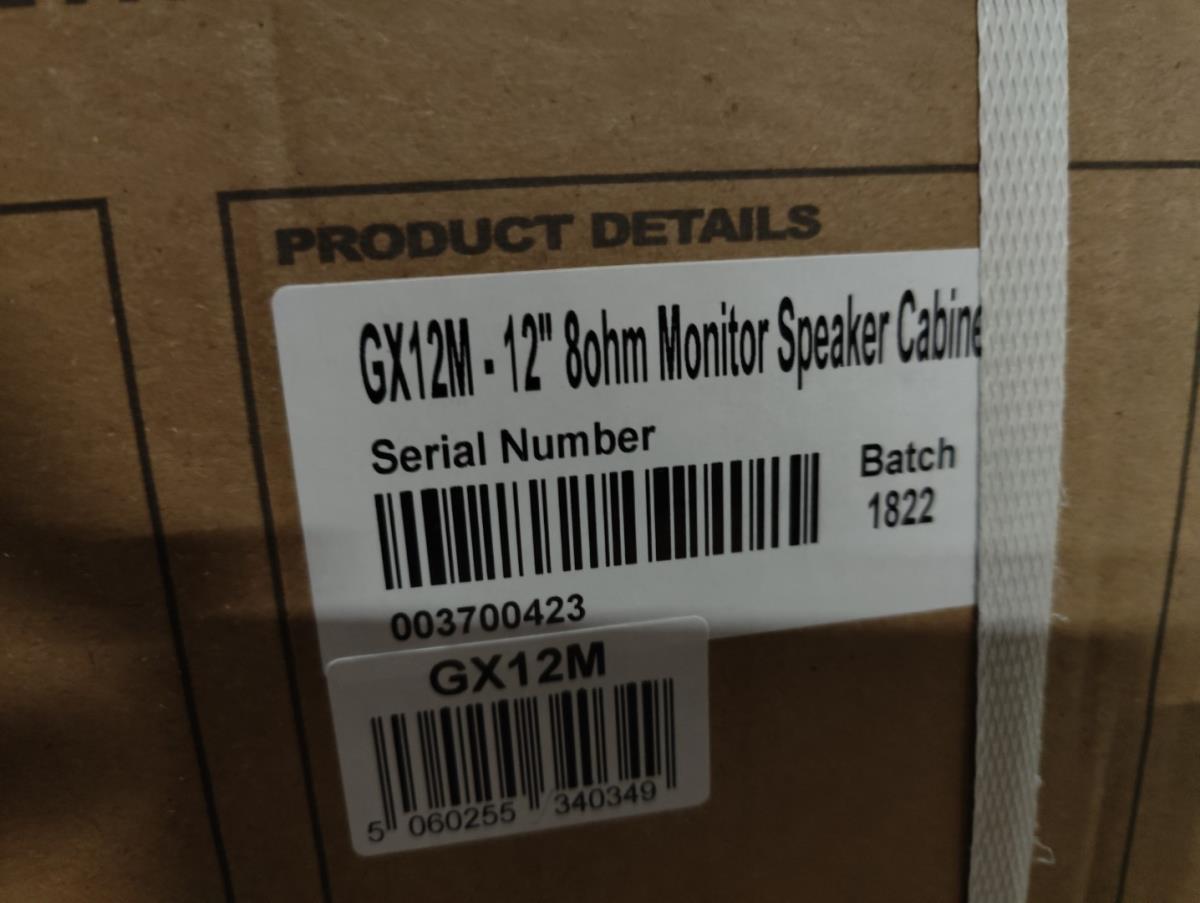 PRODUCT DETAILS
GX12M - 12" 8ohm Monitor Speaker Cabine
Serial Number
Batch
1822
003700423
GX12M
5 060255 340349